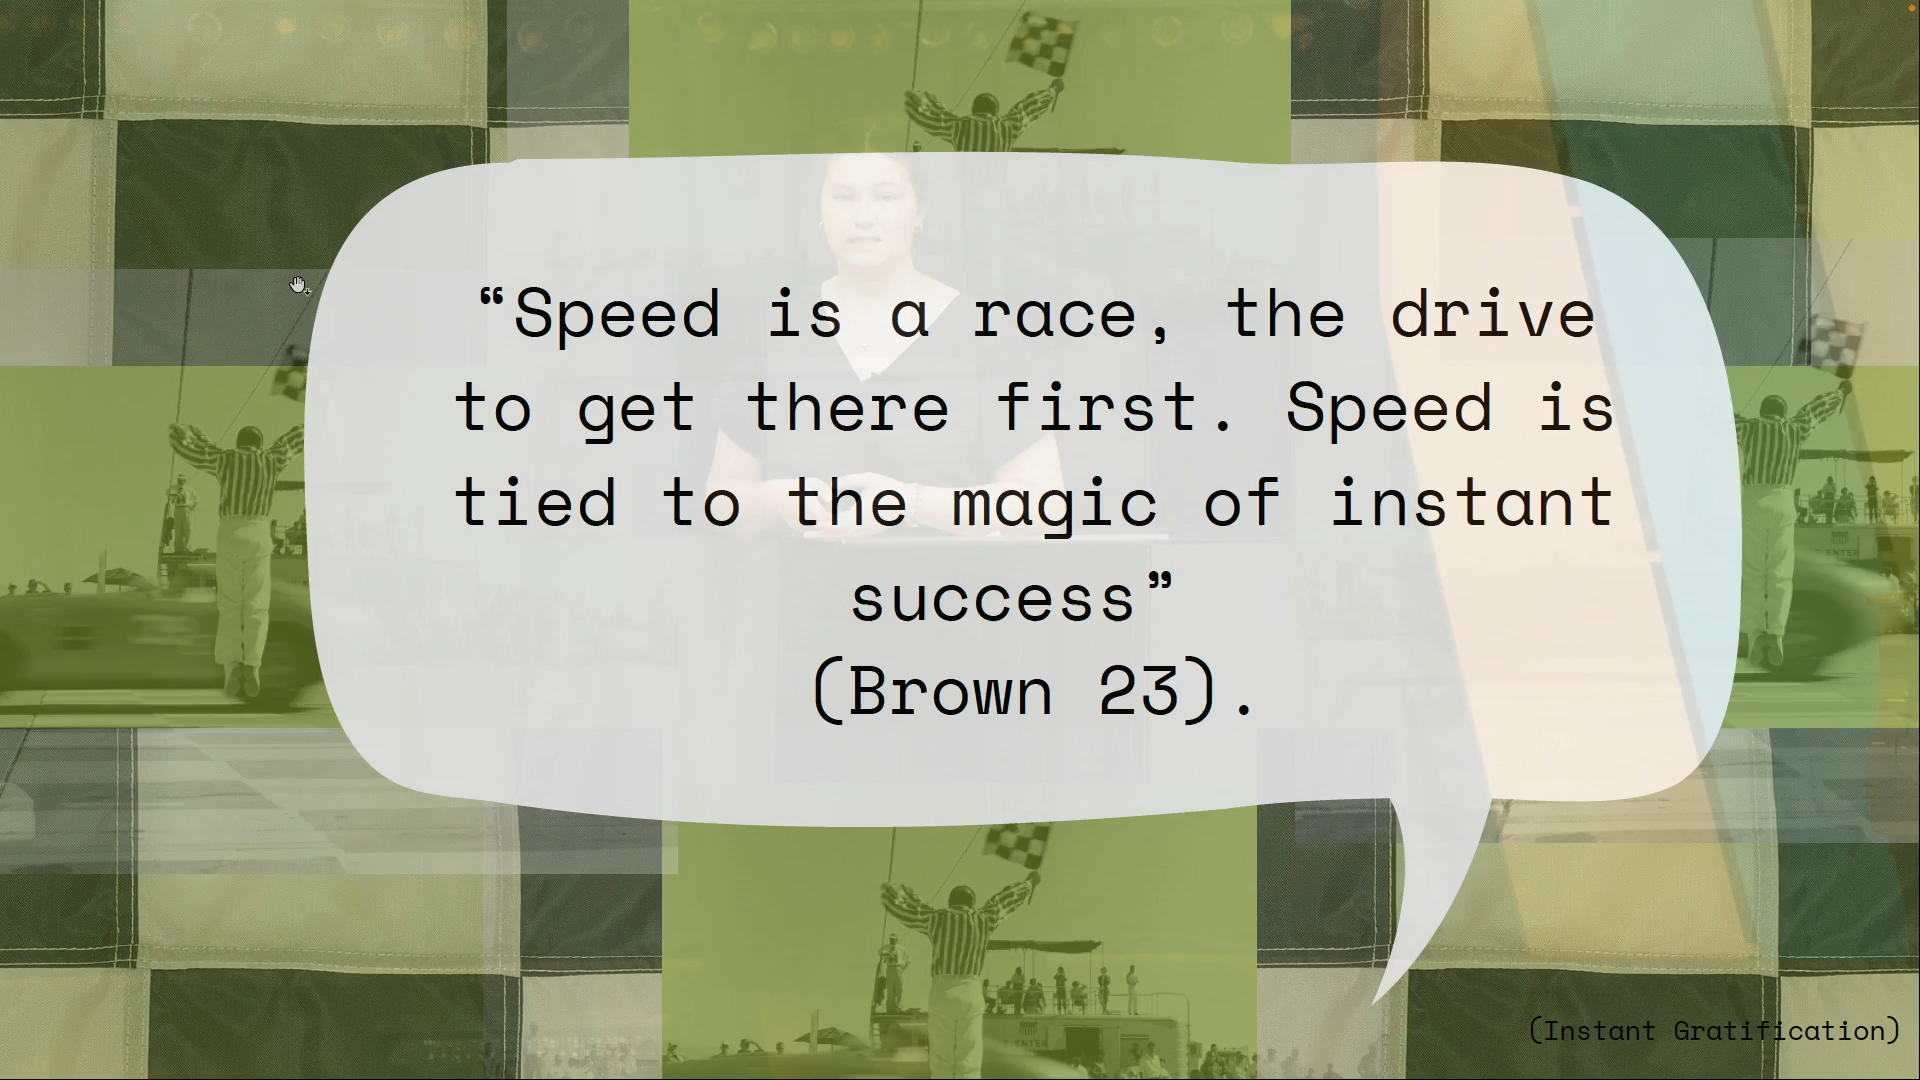 “Speed is a race, the drive
to get there first. Speed is
tied to the magic of instant
success”
(Brown 23).
(Instant Gratification)